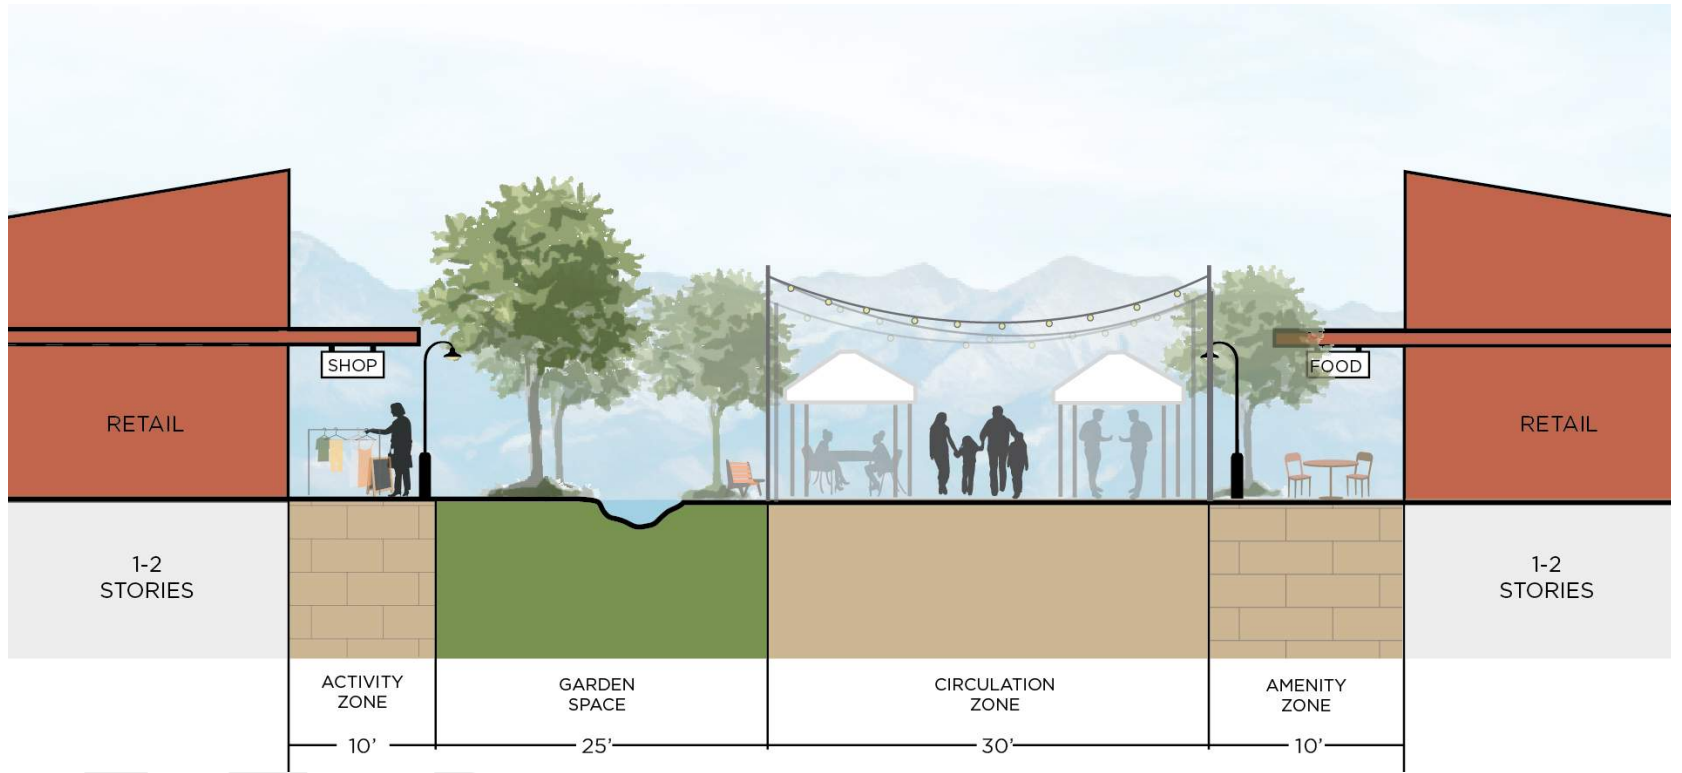 SHOP
FOOD
RETAIL
RETAIL
1-2
STORIES
1-2
STORIES
ACTIVITY
ZONE
GARDEN
SPACE
CIRCULATION
ZONE
AMENITY
ZONE
10'
25'
30'
10'